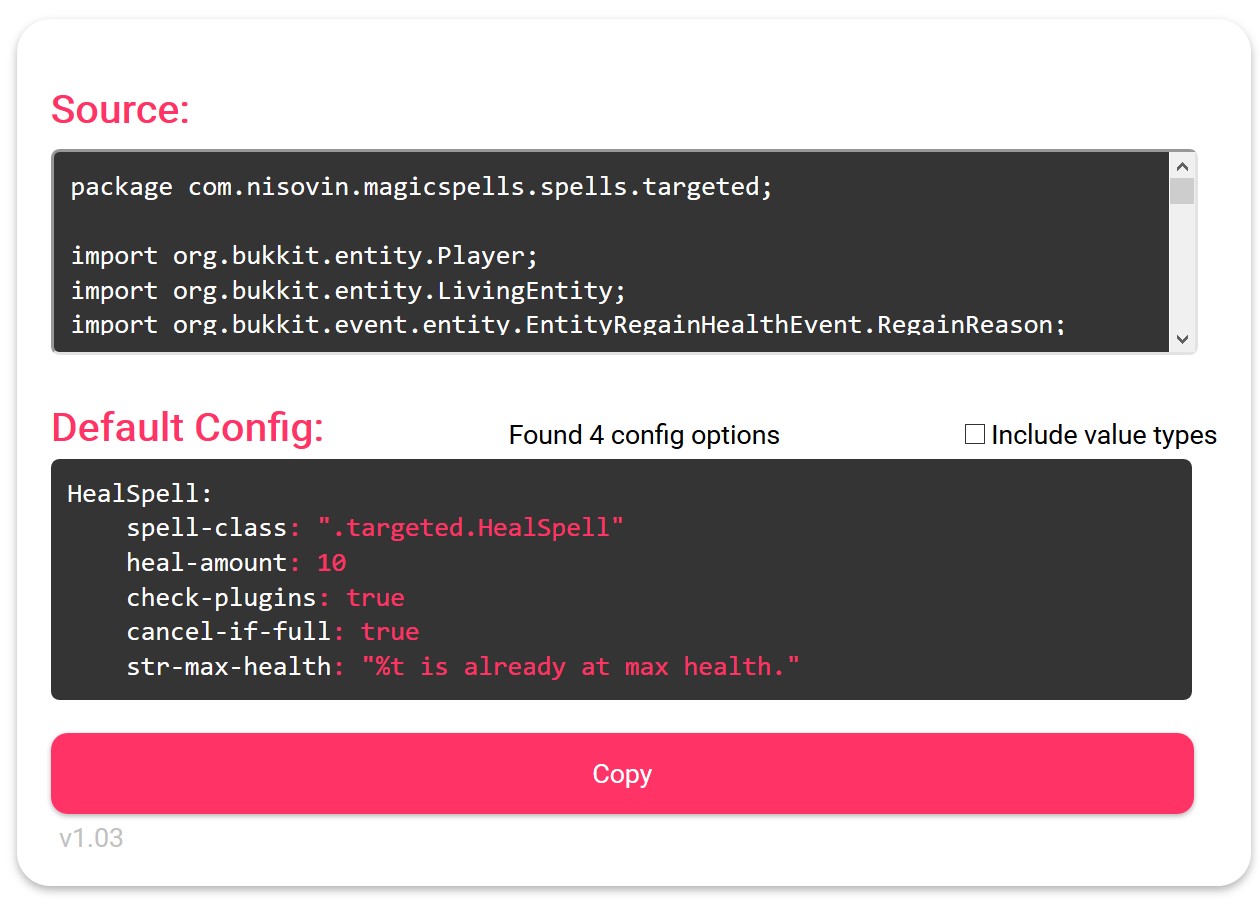 Source:
package com.nisovin.magicspells.spells.targeted;
import org.bukkit.entity.Player;
import org.bukkit.entity.LivingEntity;
import org.bukkit.event.entity.EntityRegainHealthEvent.RegainReason;
Default Config:
Found 4 config options
Include value types
HealSpell:
    spell-class: ".targeted.HealSpell"
    heal-amount: 10
    check-plugins: true
    cancel-if-full: true
    str-max-health: "%t is already at max health."
Copy
v1.03